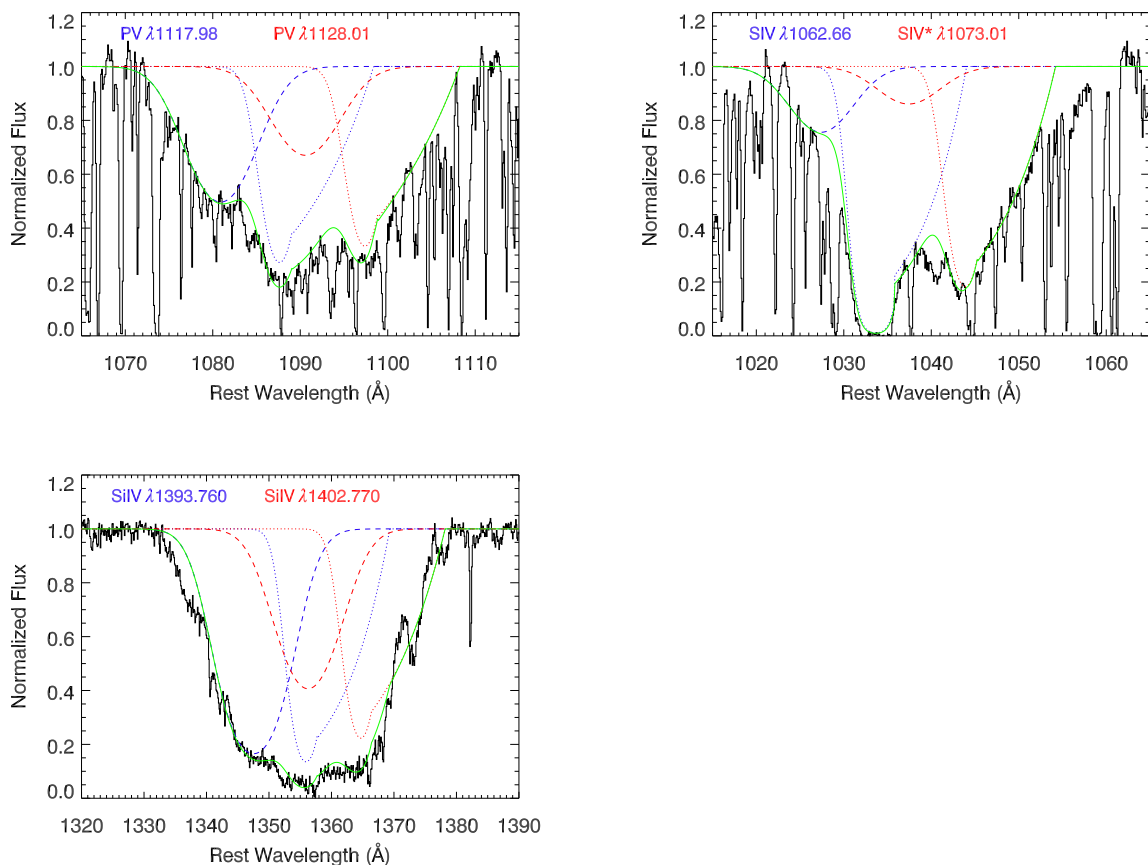 PV λ1117.98 PV λ1128.01
Normalized Flux
1.2
1.0
0.8
0.6
0.4
0.2
0.0
1070 1080 1090 1100 1110
Rest Wavelength (Å)
SIV λ1062.66 SIV* λ1073.01
Normalized Flux
1.2
1.0
0.8
0.6
0.4
0.2
0.0
1020 1030 1040 1050 1060
Rest Wavelength (Å)
SiIV λ1393.760 SiIV λ1402.770
Normalized Flux
1.2
1.0
0.8
0.6
0.4
0.2
0.0
1320 1330 1340 1350 1360 1370 1380 1390
Rest Wavelength (Å)